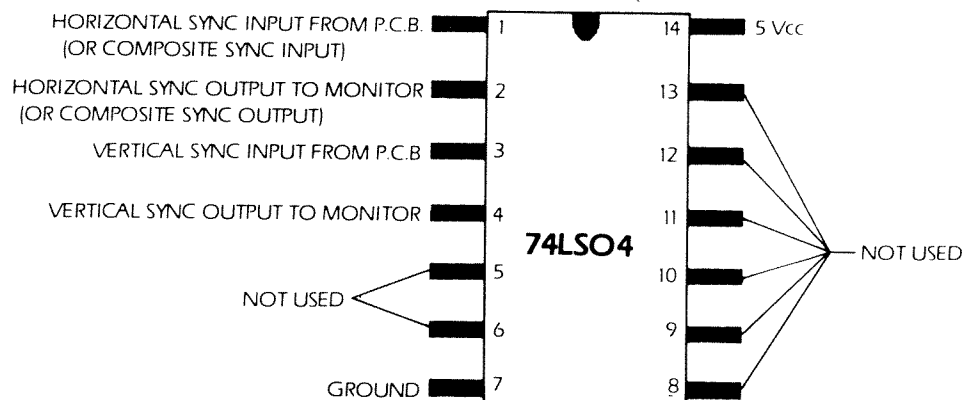 HORIZONTAL SYNC INPUT FROM P.C.B.
(OR COMPOSITE SYNC INPUT)
HORIZONTAL SYNC OUTPUT TO MONITOR
(OR COMPOSITE SYNC OUTPUT)
VERTICAL SYNC INPUT FROM P.C.B
VERTICAL SYNC OUTPUT TO MONITOR
NOT USED
GROUND
1
2
3
4
5
6
7
74LSO4
14
13
12
11
10
9
8
5 Vcc
NOT USED